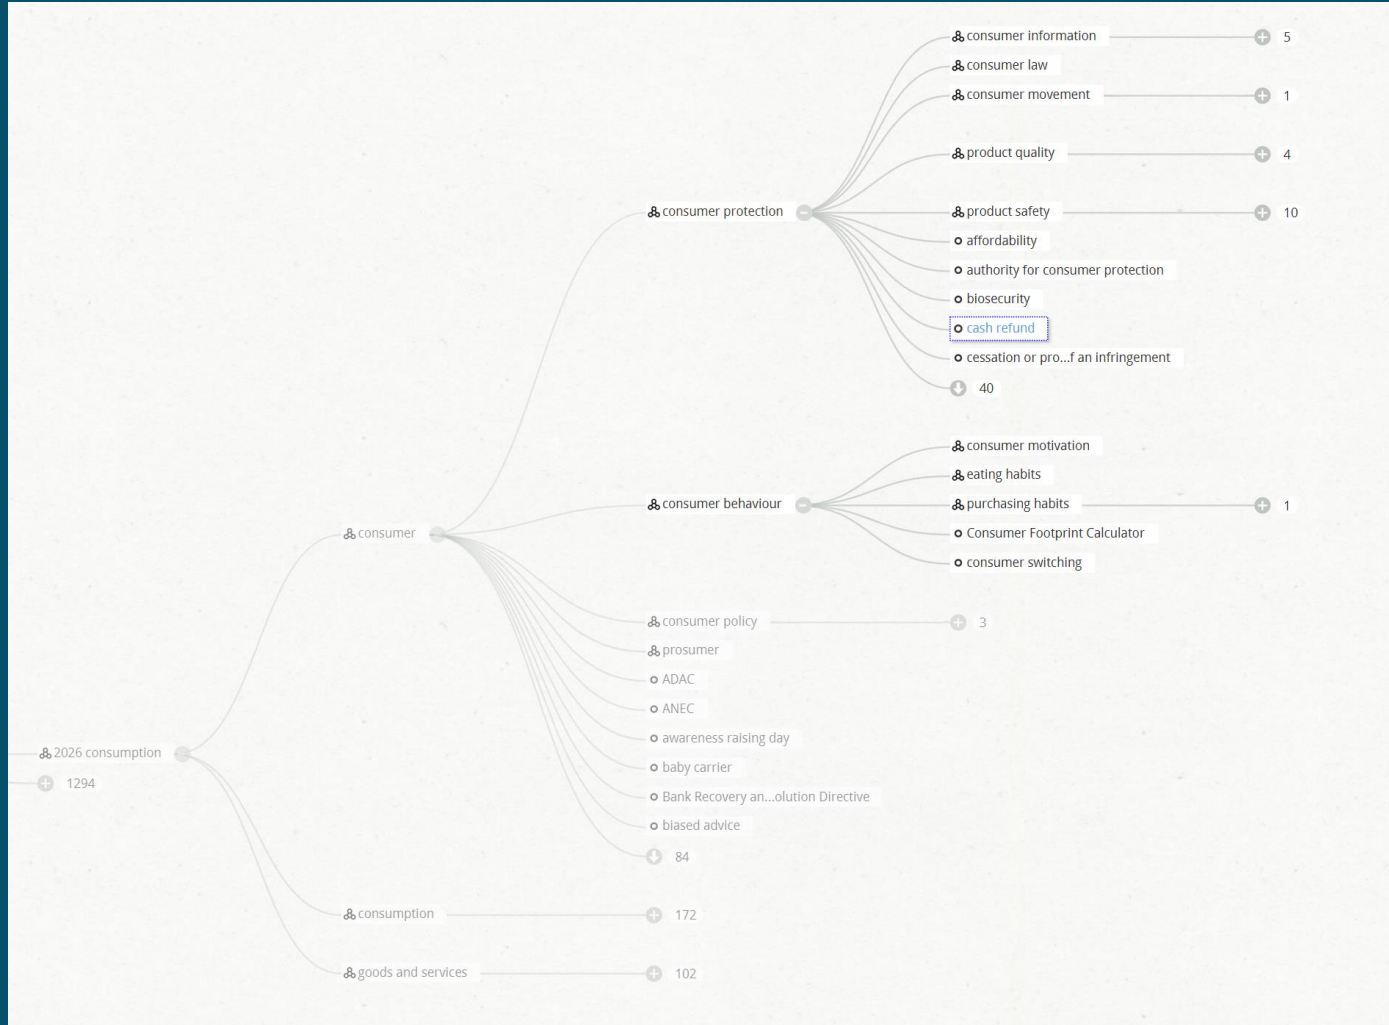 consumer information 5
consumer law
consumer movement 1
product quality 4
consumer protection
product safety 10
affordability
authority for consumer protection
biosecurity
cash refund
cessation or pro...f an infringement
40
consumer motivation
eating habits
consumer behaviour
purchasing habits 1
Consumer Footprint Calculator
consumer switching
consumer
consumer policy 3
prosumer
ADAC
ANEC
awareness raising day
baby carrier
Bank Recovery an...olution Directive
biased advice
84
2026 consumption
1294
consumption 172
goods and services 102